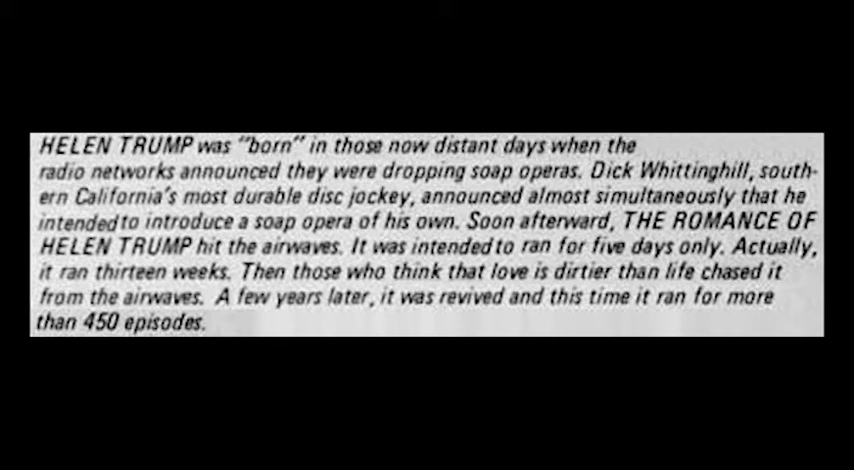 HELEN TRUMP was "born" in those now distant days when the
radio networks announced they were dropping soap operas. Dick Whittinghill, south-
ern California's most durable disc jockey, announced almost simultaneously that he
intended to introduce a soap opera of his own. Soon afterward, THE ROMANCE OF
HELEN TRUMP hit the airwaves. It was intended to ran for five days only. Actually,
it ran thirteen weeks. Then those who think that love is dirtier than life chased it
from the airwaves. A few years later, it was revived and this time it ran for more
than 450 episodes.